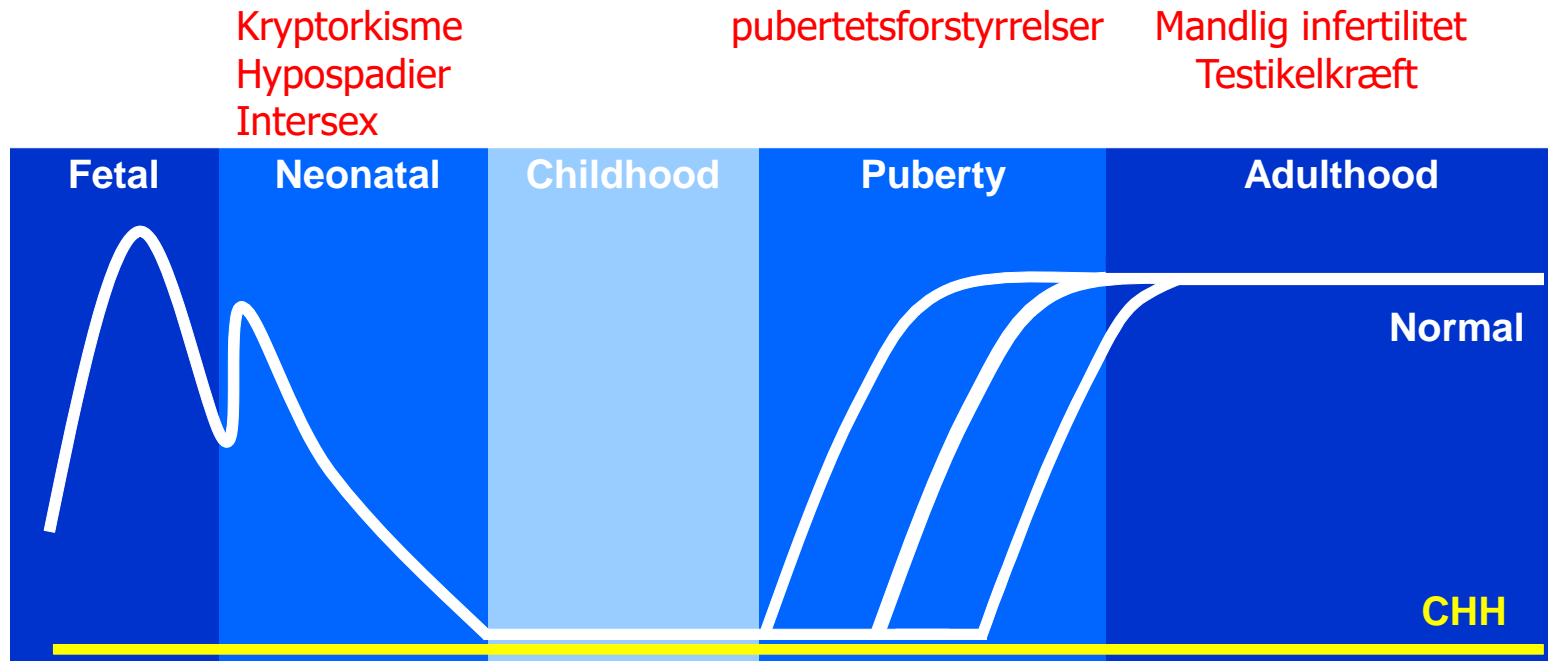 Kryptorkisme
Hypospadier
Intersex
pubertetsforstyrrelser
Mandlig infertilitet
Testikelkræft
Fetal
Neonatal
Childhood
Puberty
Adulthood
Normal
CHH